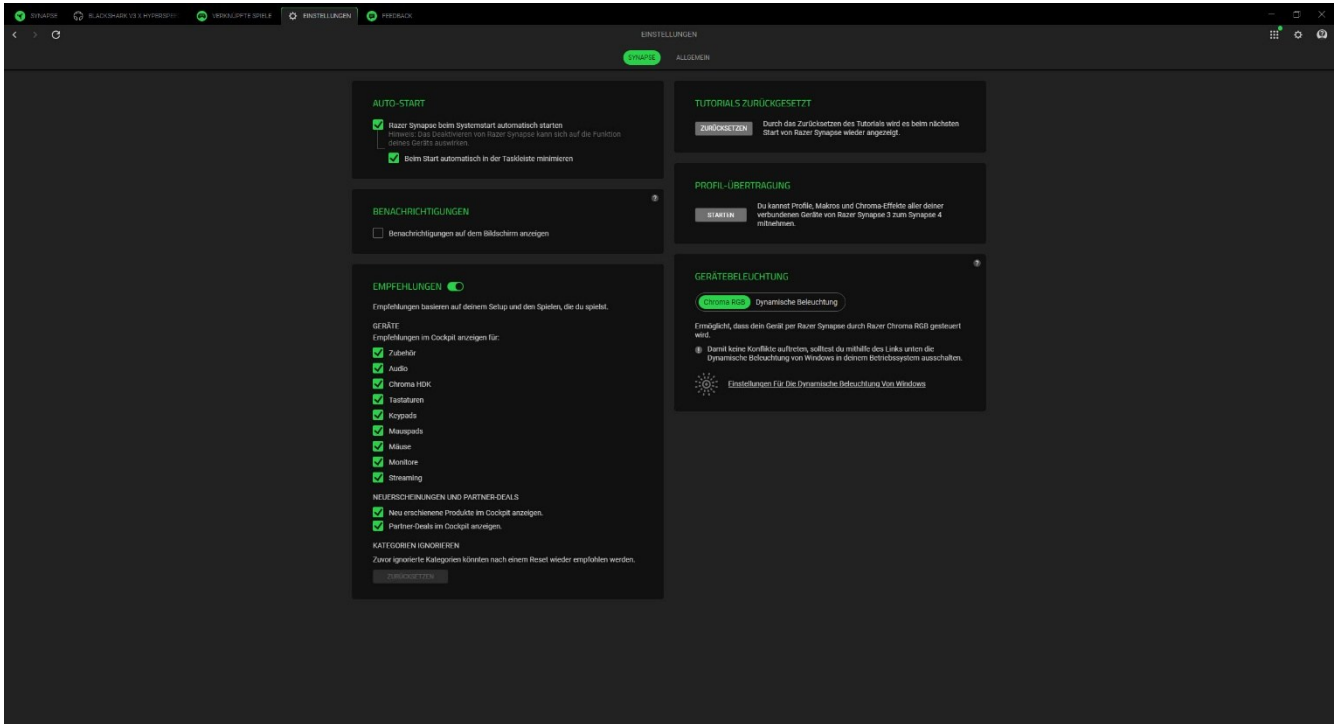 SYNAPSE
BLACKSHARK V3 X HYPERSPE
VERKNÜPFTE SPIELE
EINSTELLUNGEN
FEEDBACK
EINSTELLUNGEN
SYNAPSE
ALLGEMEIN
AUTO-START
Razer Synapse beim Systemstart automatisch starten
Hinweis: Das Deaktivieren von Razer Synapse kann sich auf die Funktion
deines Geräts auswirken.
Beim Start automatisch in der Taskleiste minimieren
BENACHRICHTIGUNGEN
Benachrichtigungen auf dem Bildschirm anzeigen
EMPFEHLUNGEN
Empfehlungen basieren auf deinem Setup und den Spielen, die du spielst.
GERÄTE
Empfehlungen im Cockpit anzeigen für:
Zubehör
Audio
Chroma HDK
Tastaturen
Keypads
Mauspads
Mäuse
Monitore
Streaming
NEUERSCHEINUNGEN UND PARTNER-DEALS
Neu erschienene Produkte im Cockpit anzeigen.
Partner-Deals im Cockpit anzeigen.
KATEGORIEN IGNORIEREN
Zuvor ignorierte Kategorien könnten nach einem Reset wieder empfohlen werden.
ZURÜCKSETZEN
TUTORIALS ZURÜCKGESETZT
ZURÜCKSETZEN
Durch das Zurücksetzen des Tutorials wird es beim nächsten
Start von Razer Synapse wieder angezeigt.
PROFIL-ÜBERTRAGUNG
STARTEN
Du kannst Profile, Makros und Chroma-Effekte aller deiner
verbundenen Geräte von Razer Synapse 3 zum Synapse 4
mitnehmen.
GERÄTEBELEUCHTUNG
Chroma RGB
Dynamische Beleuchtung
Ermöglicht, dass dein Gerät per Razer Synapse durch Razer Chroma RGB gesteuert
wird.
Damit keine Konflikte auftreten, solltest du mithilfe des Links unten die
Dynamische Beleuchtung von Windows in deinem Betriebssystem ausschalten.
Einstellungen Für Die Dynamische Beleuchtung Von Windows